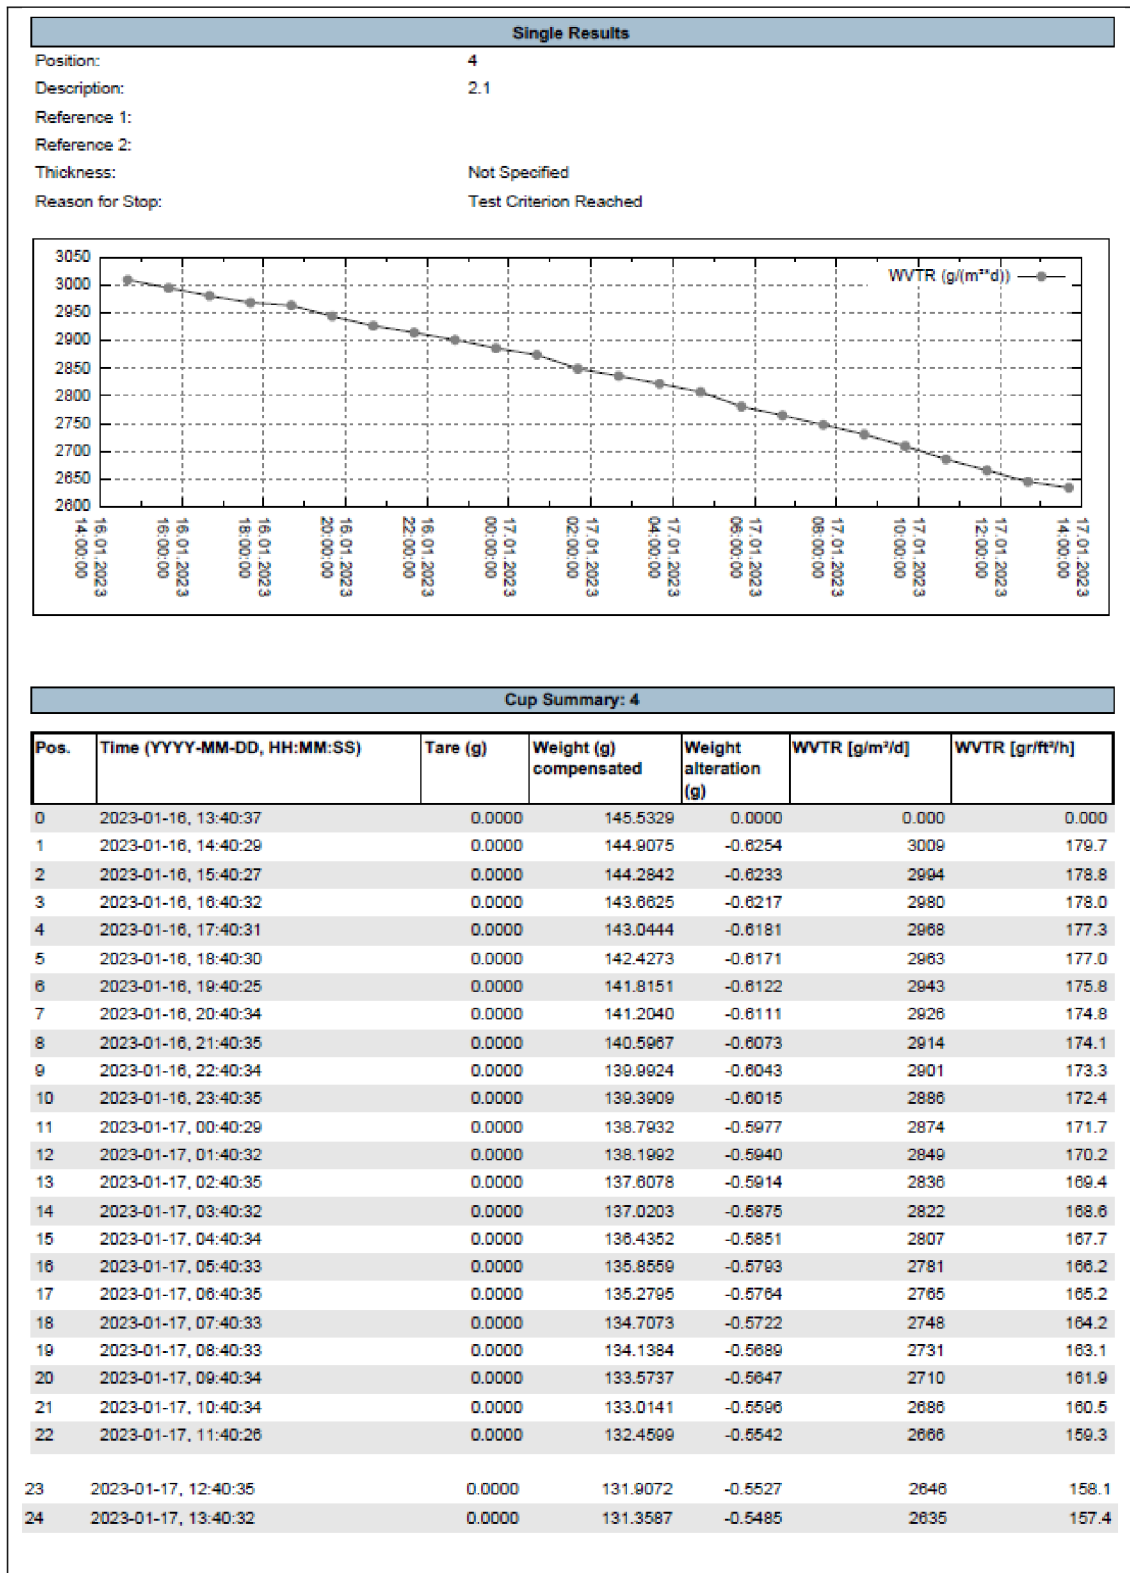 Single Results
Position: 4
Description: 2.1
Reference 1:
Reference 2:
Thickness: Not Specified
Reason for Stop: Test Criterion Reached
3050
3000
2950
2900
2850
2800
2750
2700
2650
2600
WVTR (g/(m²*d))
16.01.2023 14:00:00
16.01.2023 16:00:00
16.01.2023 18:00:00
16.01.2023 20:00:00
16.01.2023 22:00:00
17.01.2023 00:00:00
17.01.2023 02:00:00
17.01.2023 04:00:00
17.01.2023 06:00:00
17.01.2023 08:00:00
17.01.2023 10:00:00
17.01.2023 12:00:00
17.01.2023 14:00:00
Cup Summary: 4
Pos. Time (YYYY-MM-DD, HH:MM:SS) Tare (g) Weight (g) compensated Weight alteration (g) WVTR [g/m²/d] WVTR [gr/ft²/h]
0 2023-01-16, 13:40:37 0.0000 145.5329 0.0000 0.000 0.000
1 2023-01-16, 14:40:29 0.0000 144.9075 -0.6254 3009 179.7
2 2023-01-16, 15:40:27 0.0000 144.2842 -0.6233 2994 178.8
3 2023-01-16, 16:40:32 0.0000 143.6625 -0.6217 2980 178.0
4 2023-01-16, 17:40:31 0.0000 143.0444 -0.6181 2968 177.3
5 2023-01-16, 18:40:30 0.0000 142.4273 -0.6171 2963 177.0
6 2023-01-16, 19:40:25 0.0000 141.8151 -0.6122 2943 175.8
7 2023-01-16, 20:40:34 0.0000 141.2040 -0.6111 2926 174.8
8 2023-01-16, 21:40:35 0.0000 140.5967 -0.6073 2914 174.1
9 2023-01-16, 22:40:34 0.0000 139.9924 -0.6043 2901 173.3
10 2023-01-16, 23:40:35 0.0000 139.3909 -0.6015 2886 172.4
11 2023-01-17, 00:40:29 0.0000 138.7932 -0.5977 2874 171.7
12 2023-01-17, 01:40:32 0.0000 138.1992 -0.5940 2849 170.2
13 2023-01-17, 02:40:35 0.0000 137.6078 -0.5914 2836 169.4
14 2023-01-17, 03:40:32 0.0000 137.0203 -0.5875 2822 168.6
15 2023-01-17, 04:40:34 0.0000 136.4352 -0.5851 2807 167.7
16 2023-01-17, 05:40:33 0.0000 135.8559 -0.5793 2781 166.2
17 2023-01-17, 06:40:35 0.0000 135.2795 -0.5764 2765 165.2
18 2023-01-17, 07:40:33 0.0000 134.7073 -0.5722 2748 164.2
19 2023-01-17, 08:40:33 0.0000 134.1384 -0.5689 2731 163.1
20 2023-01-17, 09:40:34 0.0000 133.5737 -0.5647 2710 161.9
21 2023-01-17, 10:40:34 0.0000 133.0141 -0.5596 2686 160.5
22 2023-01-17, 11:40:26 0.0000 132.4599 -0.5542 2666 159.3
23 2023-01-17, 12:40:35 0.0000 131.9072 -0.5527 2646 158.1
24 2023-01-17, 13:40:32 0.0000 131.3587 -0.5485 2635 157.4